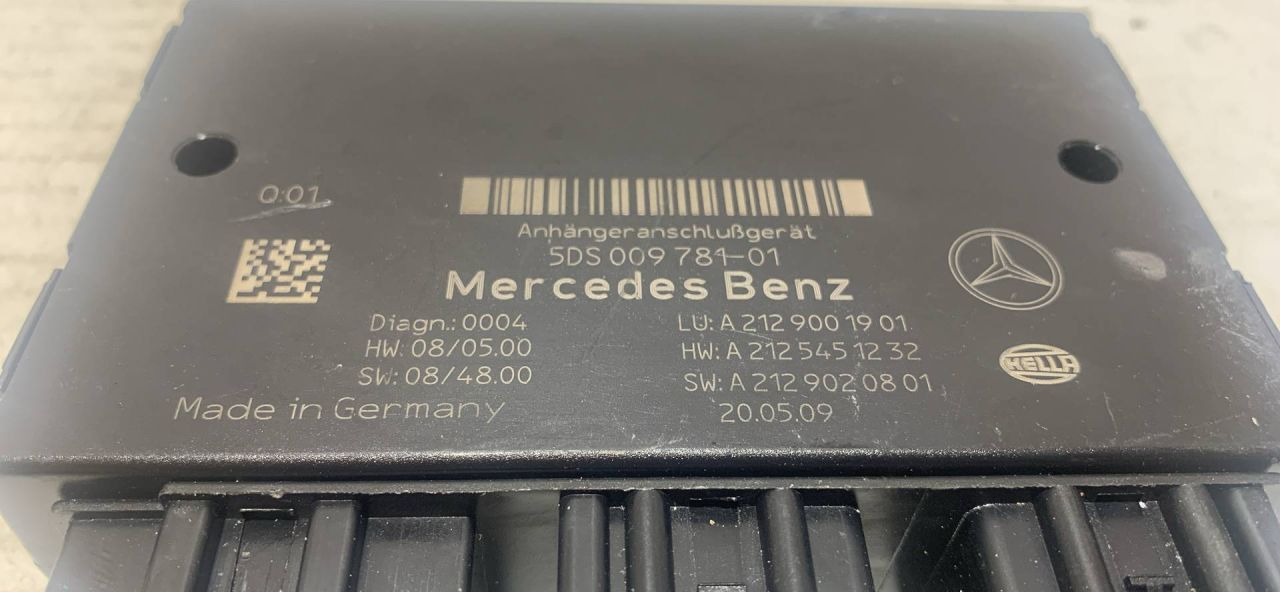 Q:01
Anhängeranschlußgerät
5DS 009 781-01
Mercedes Benz
Diagn.: 0004
LU: A 212 900 19 01
HW: 08/05.00
HW: A 212 545 12 32
HELLA
SW: 08/48.00
SW: A 212 902 08 01
Made in Germany
20.05.09